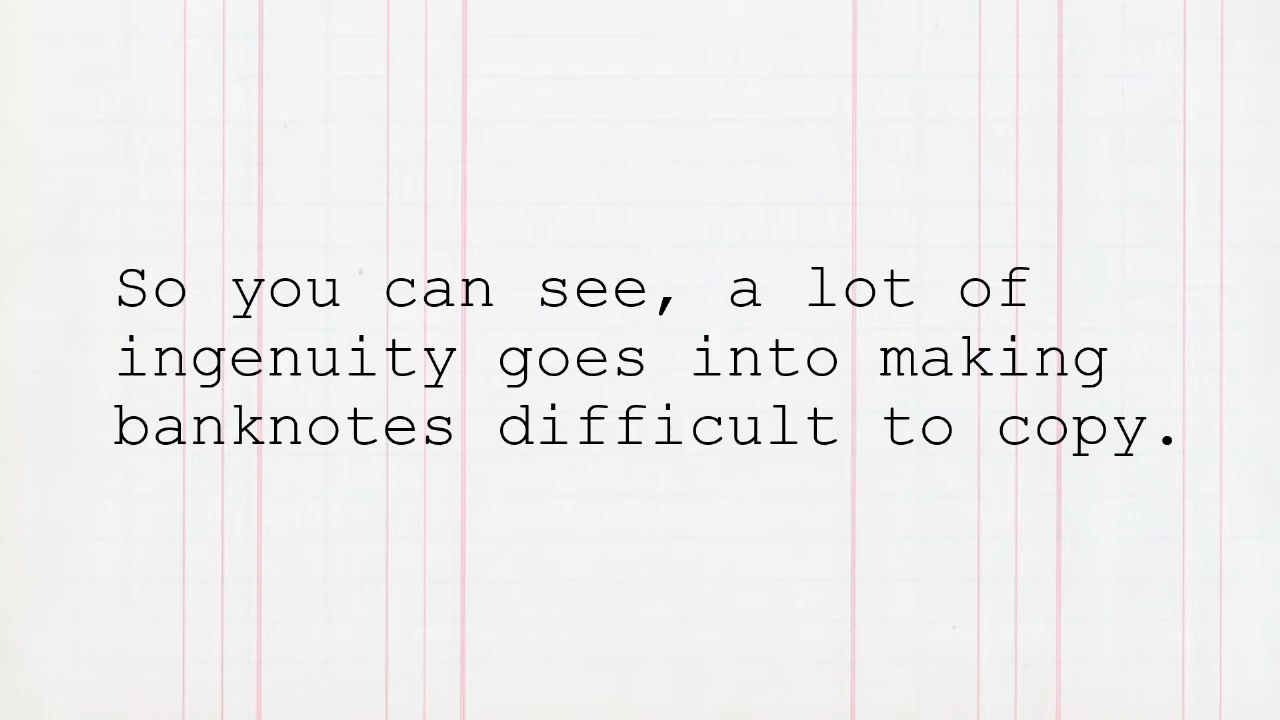 So you can see, a lot of
ingenuity goes into making
banknotes difficult to copy.